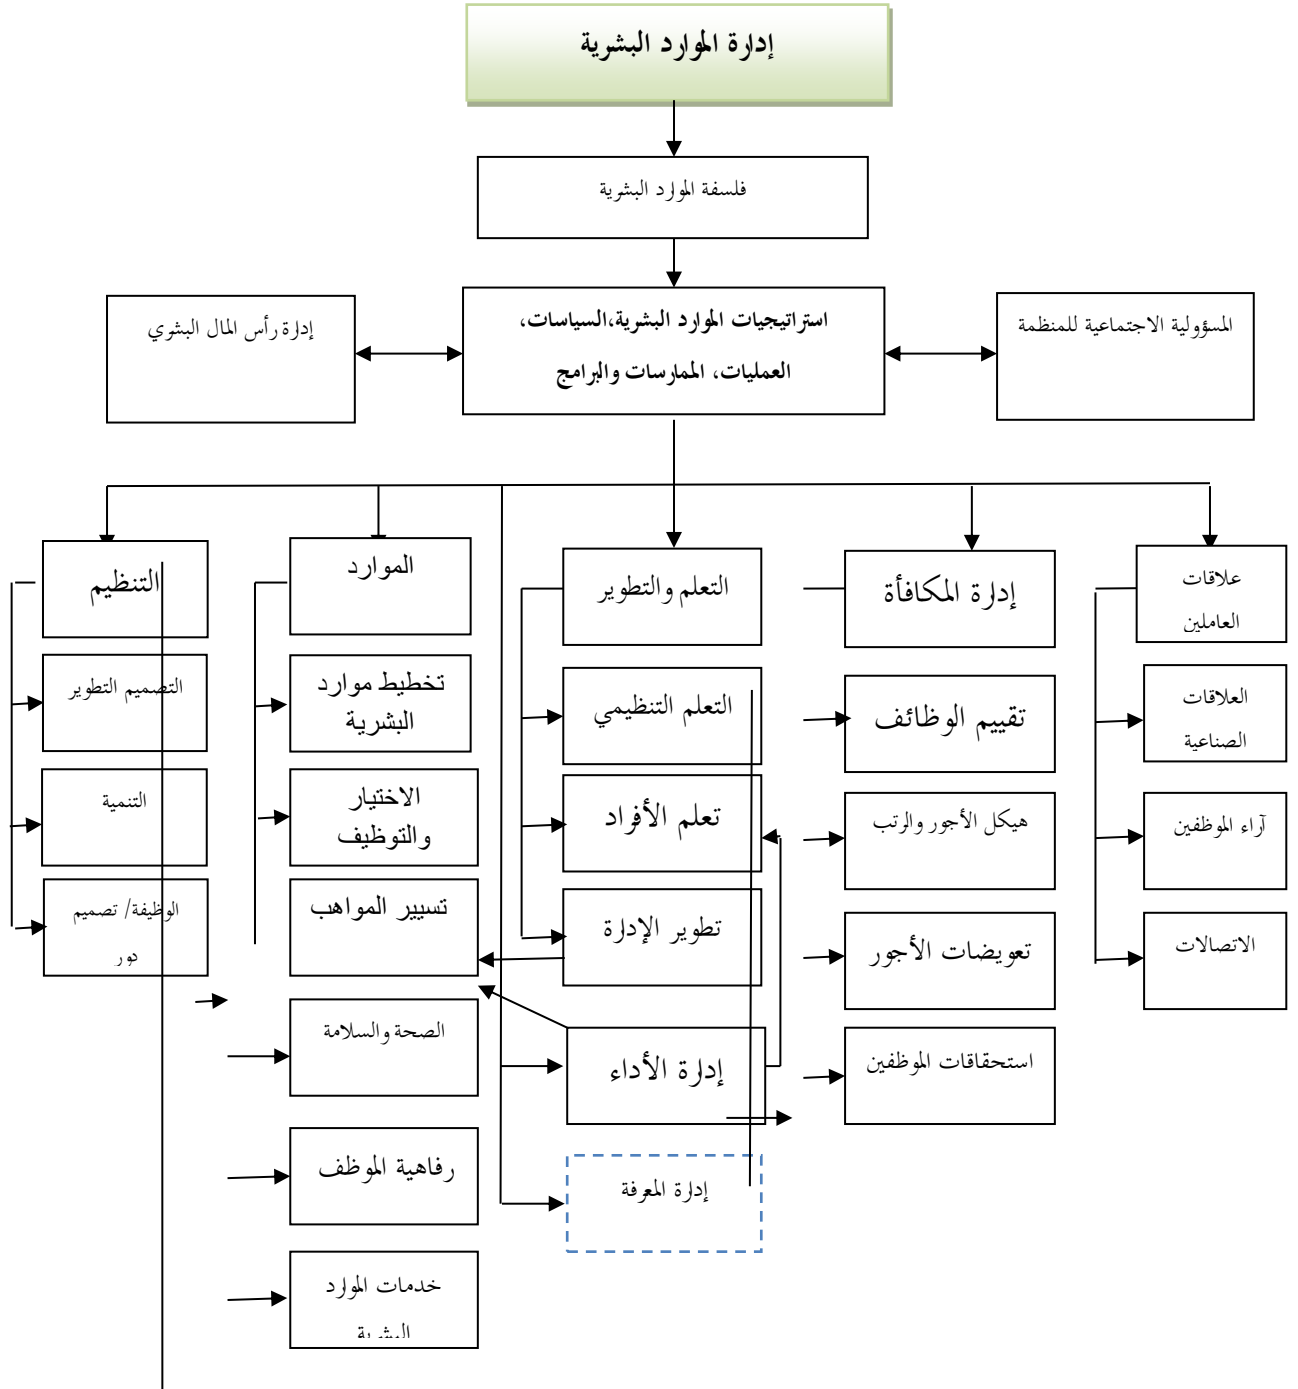 إدارة الموارد البشرية
فلسفة الموارد البشرية
المسؤولية الاجتماعية للمنظمة
استراتيجيات الموارد البشرية،السياسات،
العمليات، الممارسات والبرامج
إدارة رأس المال البشوي
علاقات
العاملين
العلاقات
الصناعية
آراء الموظفين
الاتصالات
إدارة المكافأة
تقييم الوظائف
هيكل الأجور والرتب
تعويضات الأجور
استحقاقات الموظفين
التعلم والتطوير
التعلم التنظيمي
تعلم الأفراد
تطوير الإدارة
إدارة الأداء
إدارة المعرفة
الموارد
تخطيط موارد
البشرية
الاختيار
والتوظيف
تسيير المواهب
الصحة والسلامة
رفاهية الموظف
خدمات الموارد
البشرية
التنظيم
التصميم التطوير
التنمية
الوظيفة/ تصميم
دور